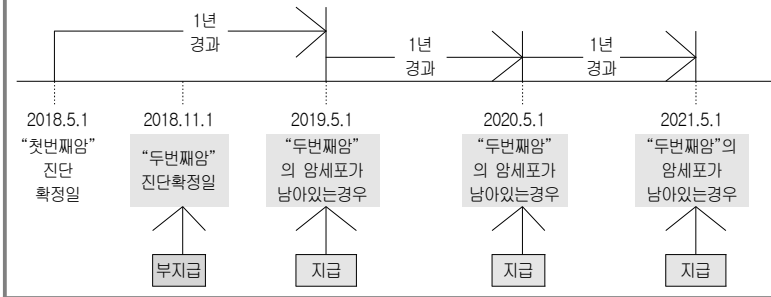 1년
경과
1년
경과
1년
경과
2018.5.1
“첫번째암”
진단
확정일
2018.11.1
“두번째암”
진단확정일
2019.5.1
“두번째암”
의 암세포가
남아있는경우
2020.5.1
“두번째암”
의 암세포가
남아있는경우
2021.5.1
“두번째암”의
암세포가
남아있는경우
부지급
지급
지급
지급